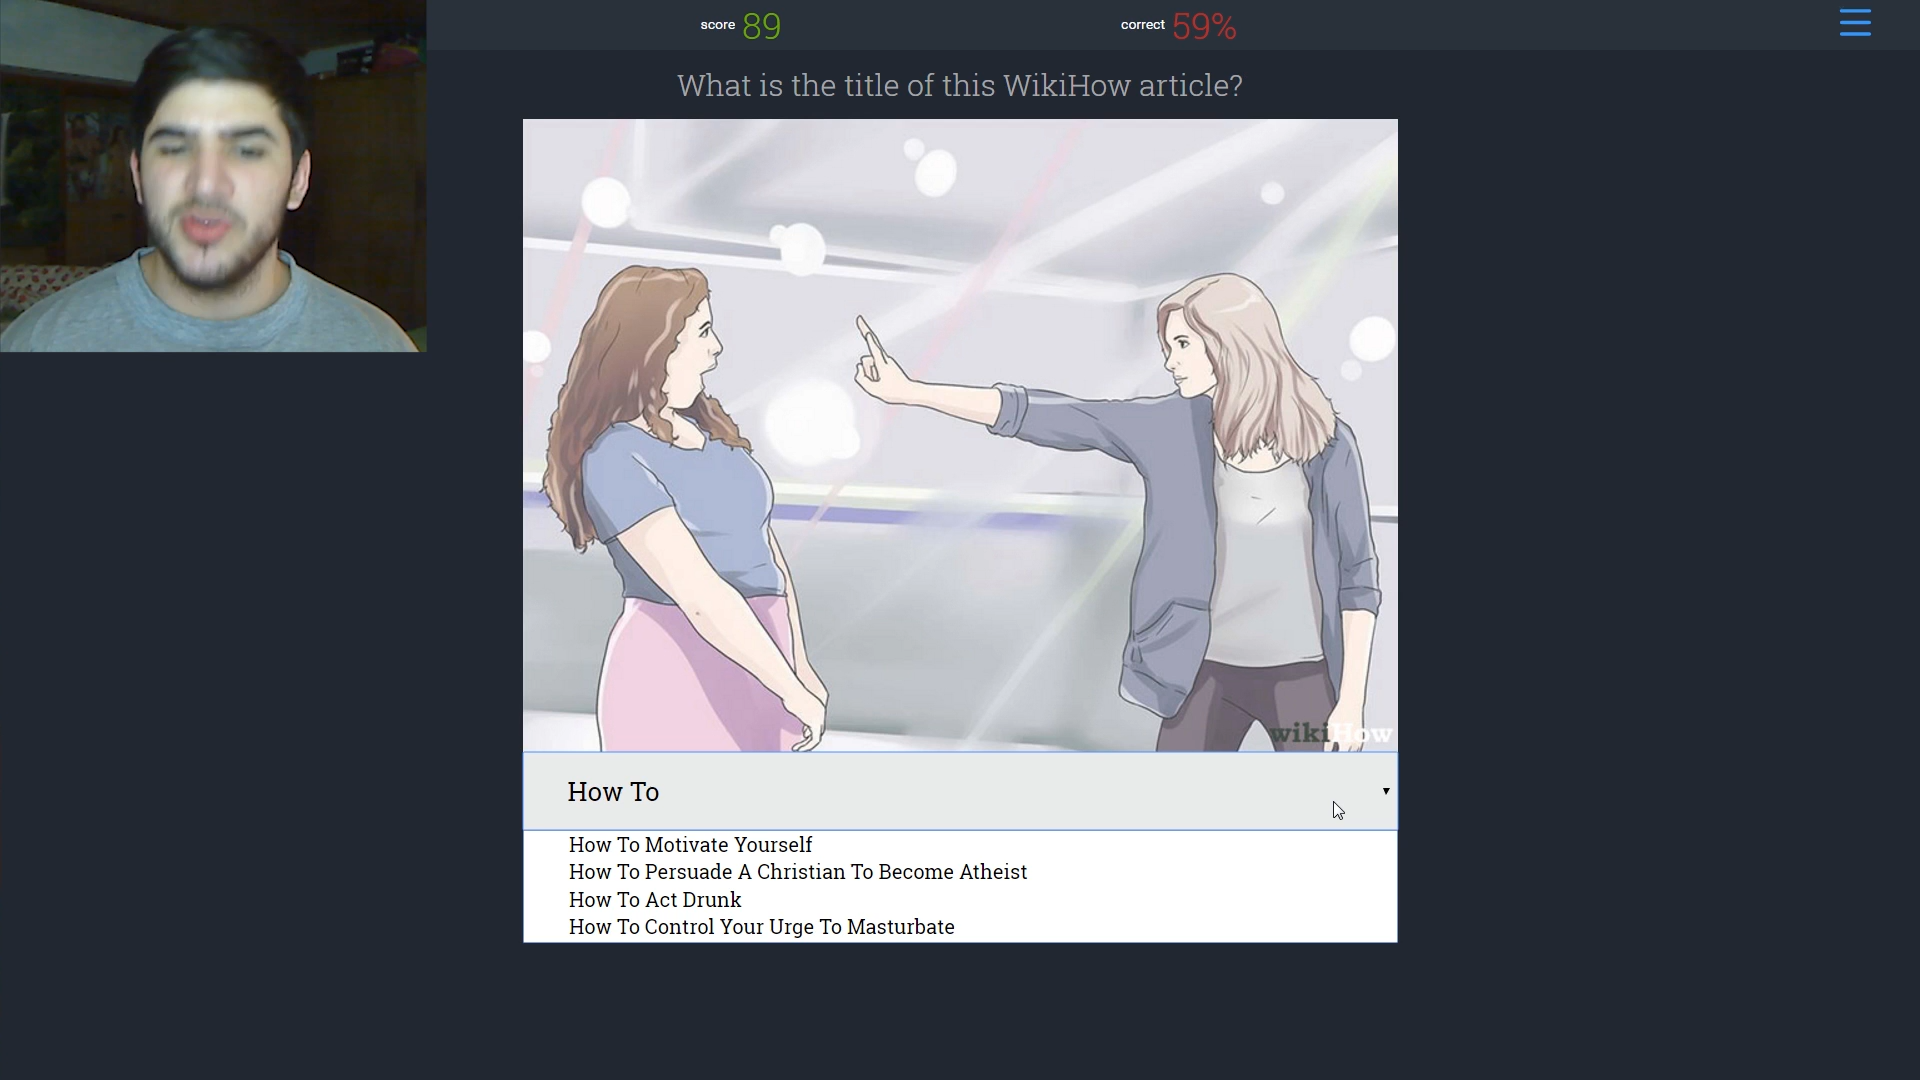 score 89
correct 59%
What is the title of this WikiHow article?
wikiHow
How To
How To Motivate Yourself
How To Persuade A Christian To Become Atheist
How To Act Drunk
How To Control Your Urge To Masturbate